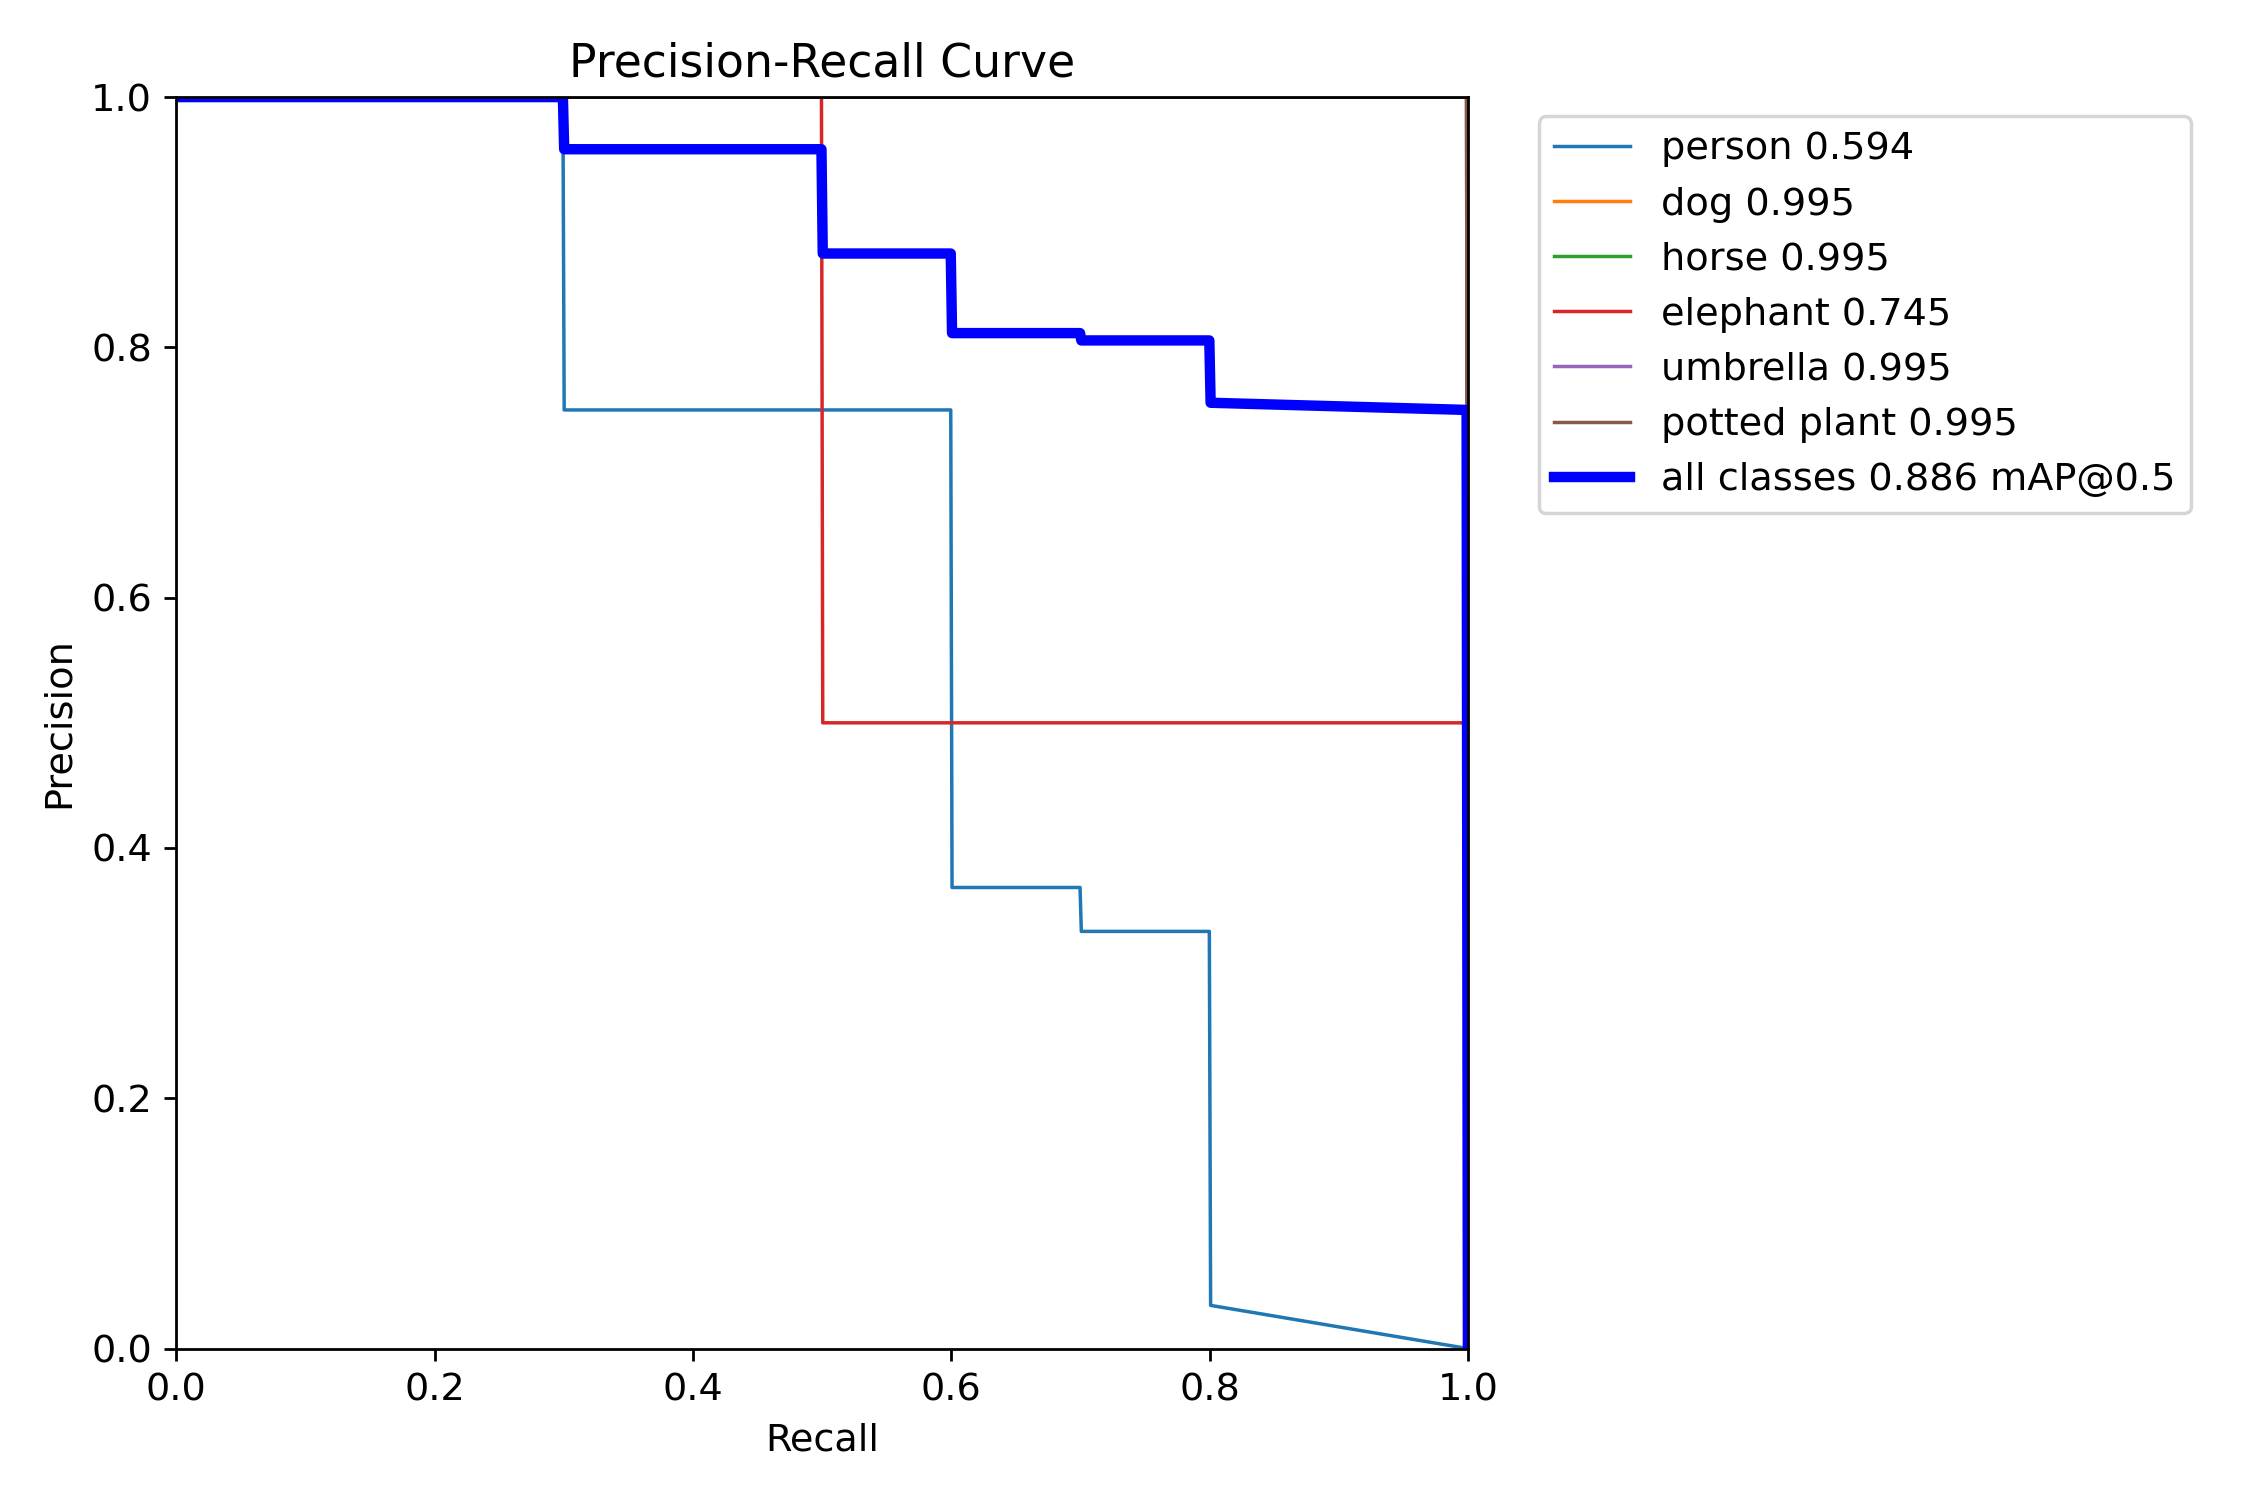 Precision-Recall Curve
1.0
0.8
0.6
0.4
0.2
0.0
Precision
0.0 0.2 0.4 0.6 0.8 1.0
Recall
person 0.594
dog 0.995
horse 0.995
elephant 0.745
umbrella 0.995
potted plant 0.995
all classes 0.886 mAP@0.5